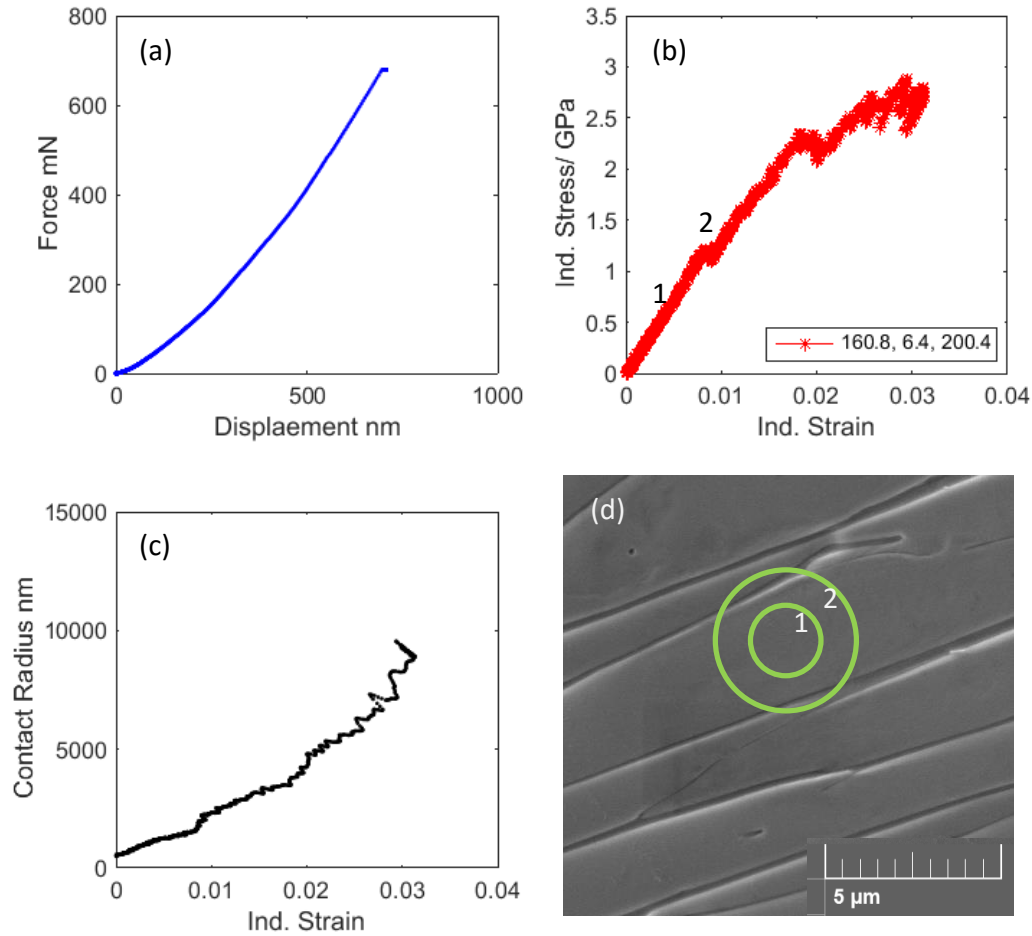 (a)
800
600
400
200
0
Force mN
0
500
1000
Displaement nm
(b)
3.5
3
2.5
2
1.5
1
0.5
0
Ind. Stress/ GPa
1
2
160.8, 6.4, 200.4
0
0.01
0.02
0.03
0.04
Ind. Strain
(c)
15000
10000
5000
0
Contact Radius nm
0
0.01
0.02
0.03
0.04
Ind. Strain
(d)
2
1
5 µm